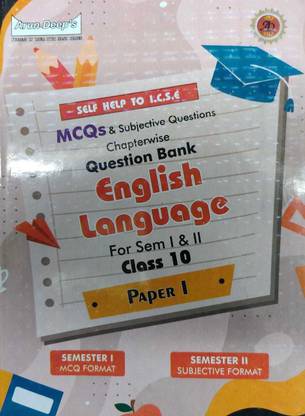 Arun-Deep's
SELF HELP TO I.C.S.E
MCQs & Subjective Questions
Chapterwise
Question Bank
English
Language
For Sem I & II
Class 10
PAPER I
SEMESTER I
MCQ FORMAT
SEMESTER II
SUBJECTIVE FORMAT